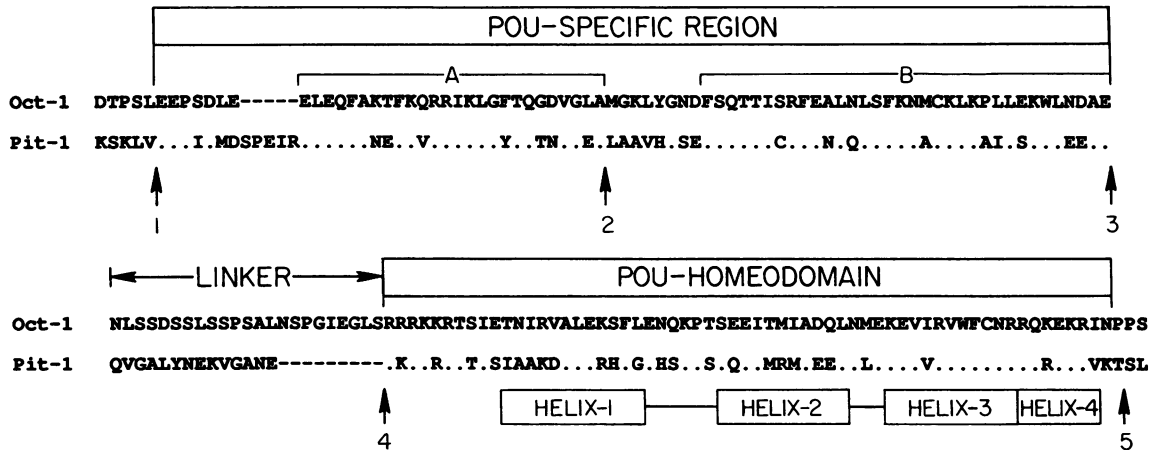 POU-SPECIFIC REGION
A B
Oct-1 DTPSLEEPSDLE-----ELEQFAKTFKQRRIKLGFTQGDVGLAMGKLYGNDFSQTTISRFEALNLSFKNMCKLKPLLEKWLNDAE
Pit-1 KSKLV...I.MDSPEIR......NE..V......Y..TN..E.LAAVH.SE......C...N.Q.....A....AI.S...EE..
1 2 3
LINKER POU-HOMEODOMAIN
Oct-1 NLSSDSSLSSPSALNSPGIEGLSRRRKKRTSIETNIRVALEKSFLENQKPTSEEITMIADQLNMEKEVIRVWFCNRRQKEKRINPPS
Pit-1 QVGALYNEKVGANE---------.K..R..T.SIAAKD...RH.G.HS..S.Q..MRM.EE..L....V.........R...VKTSL
HELIX-1 HELIX-2 HELIX-3 HELIX-4
4 5